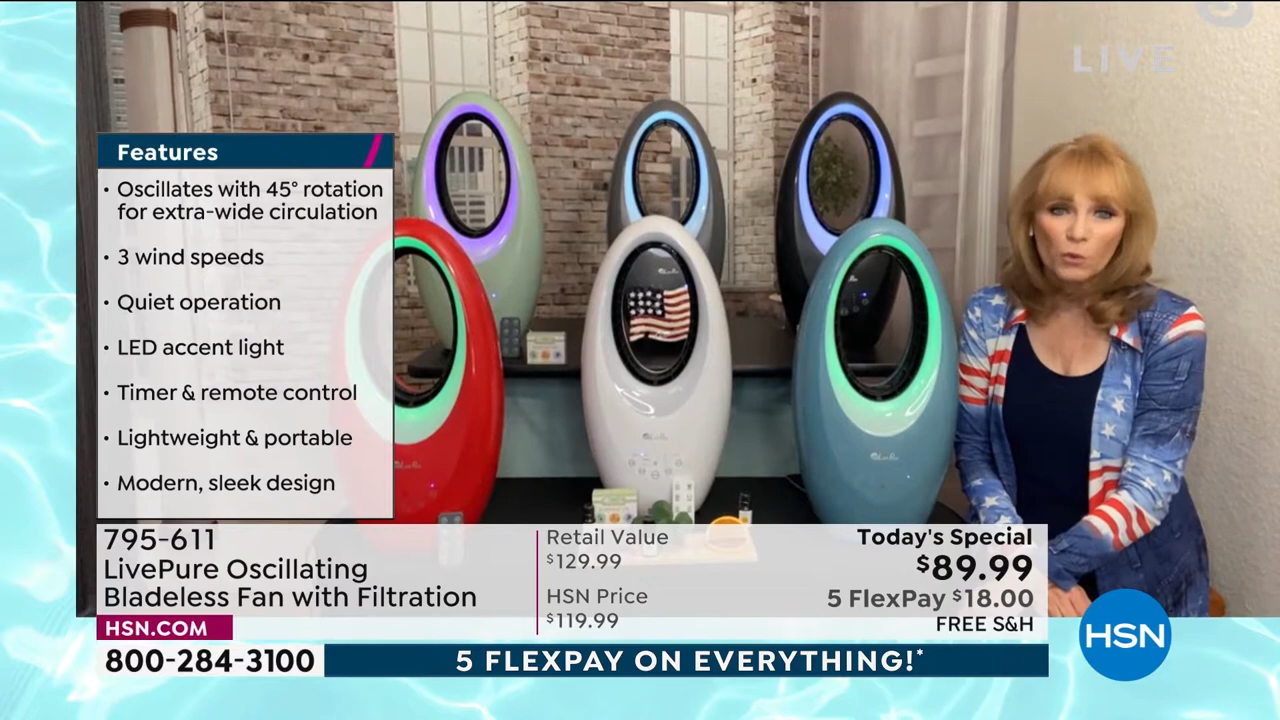 LIVE
Features
• Oscillates with 45° rotation
for extra-wide circulation
• 3 wind speeds
• Quiet operation
• LED accent light
• Timer & remote control
• Lightweight & portable
• Modern, sleek design
795-611
LivePure Oscillating
Bladeless Fan with Filtration
Retail Value
$129.99
HSN Price
$119.99
Today's Special
$89.99
5 FlexPay $18.00
FREE S&H
HSN.COM
HSN
800-284-3100
5 FLEXPAY ON EVERYTHING!*